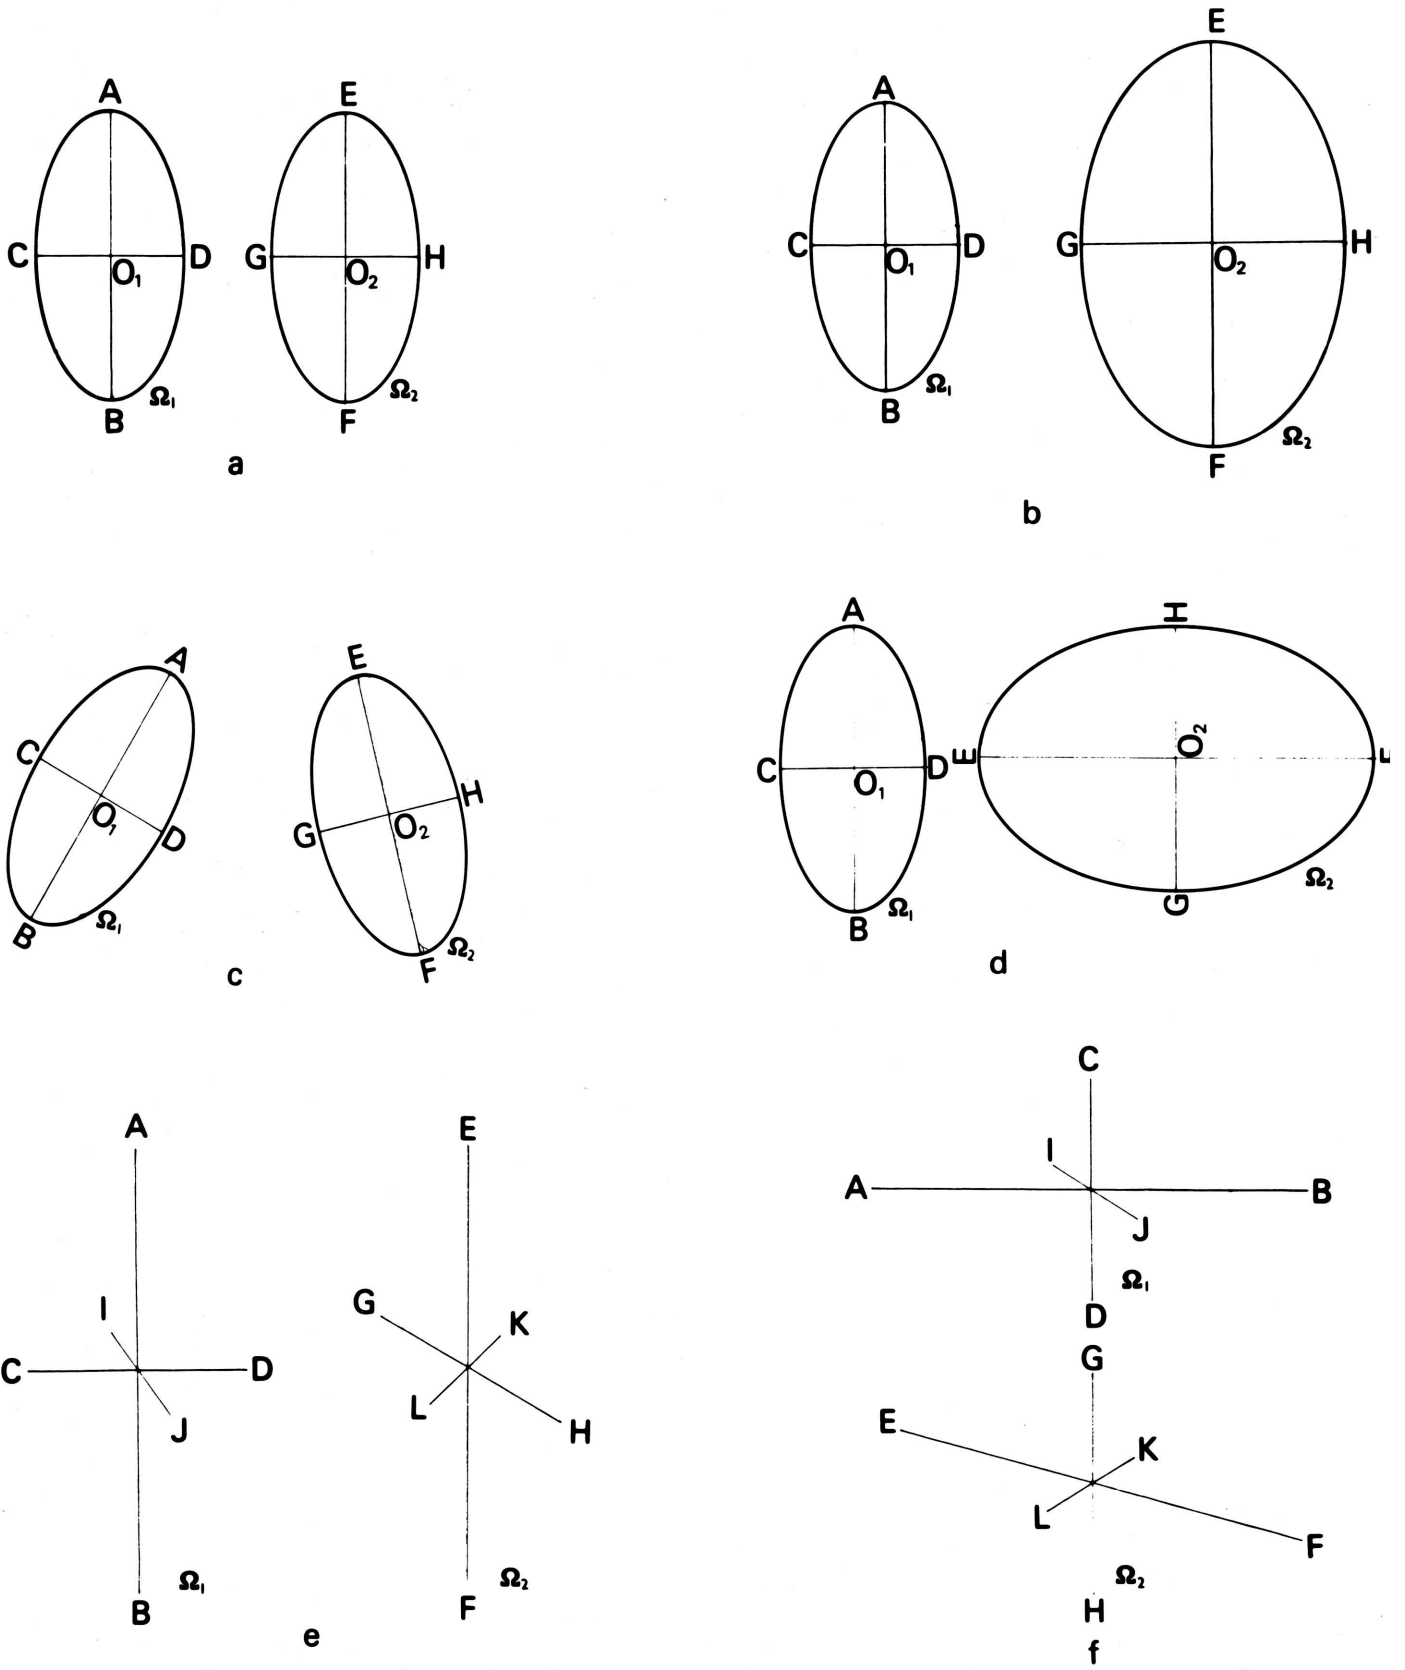 A E
C D G H
O₁ O₂
Ω₁ Ω₂
B F
a
E
A
C D G H
O₁ O₂
Ω₁
B Ω₂
F
b
A E
C
O₁ H
D G O₂
B Ω₁ Ω₂
F
c
A H
O₂
C D E
O₁
Ω₂
B Ω₁ G
d
A E
I G K
C D
J L H
Ω₁ Ω₂
B F
e
C
I
A B
J
Ω₁
D
G
E K
L F
Ω₂
H
f